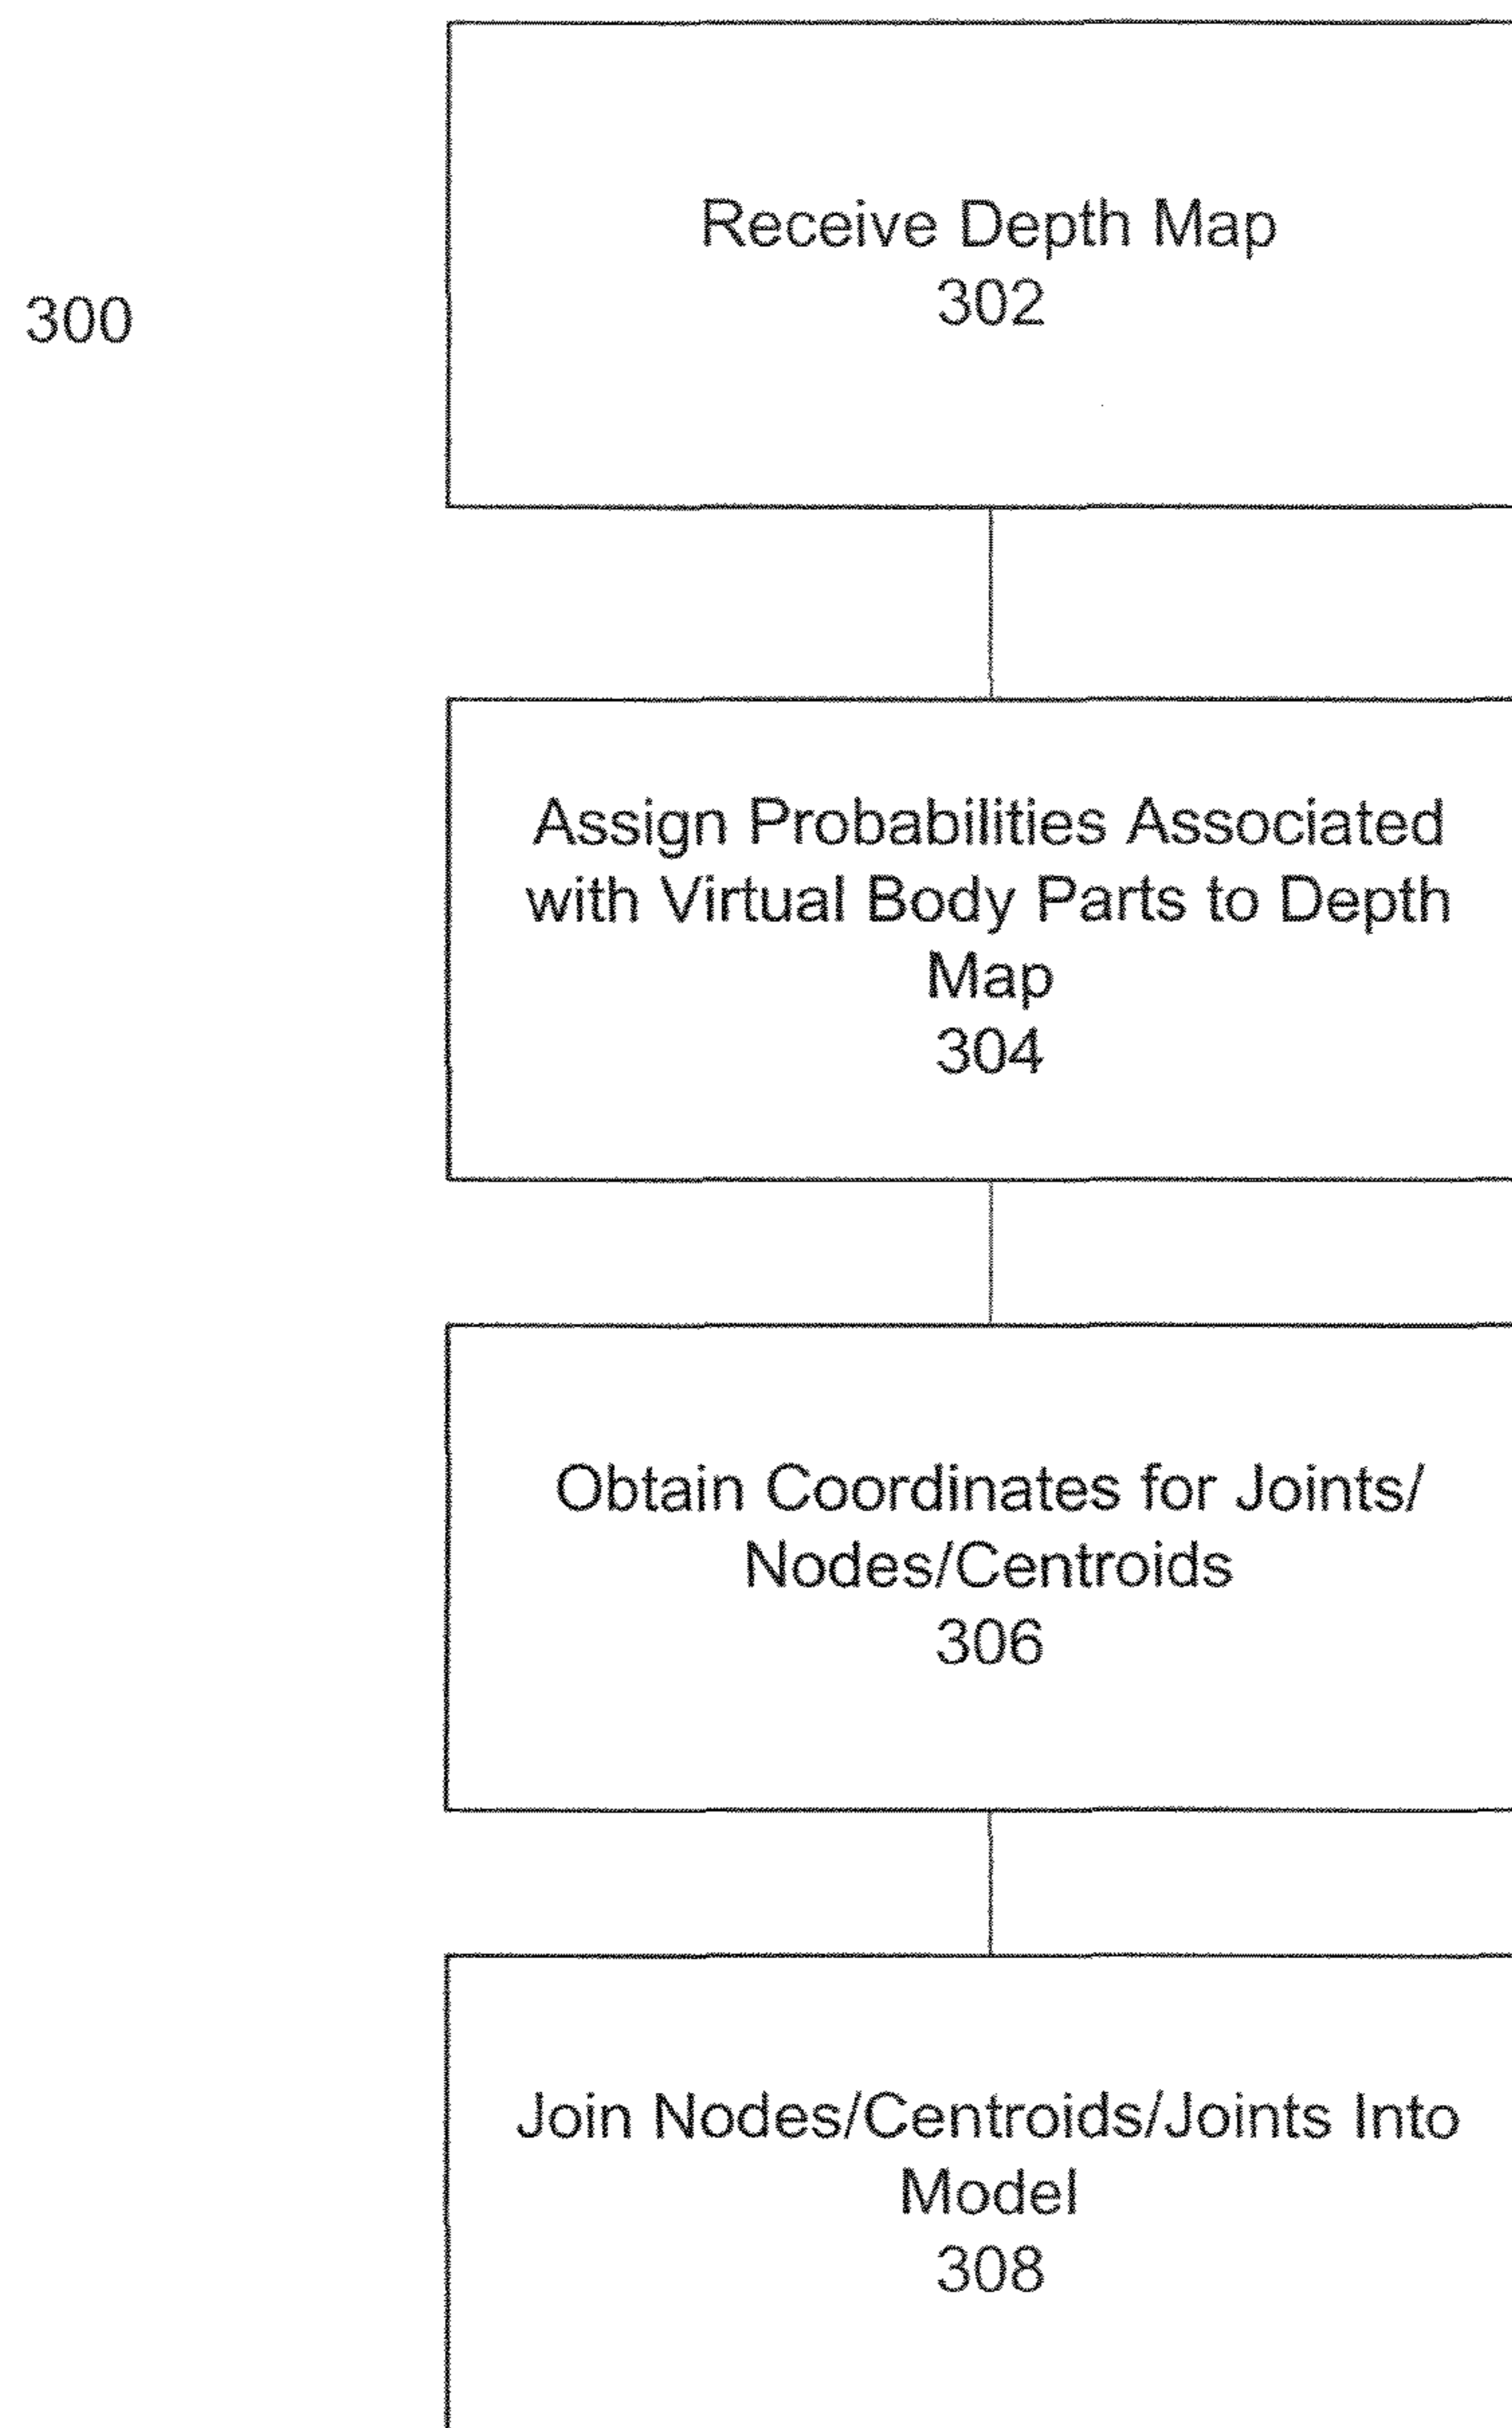 Receive Depth Map
302
300
Assign Probabilities Associated
with Virtual Body Parts to Depth
Map
304
Obtain Coordinates for Joints/
Nodes/Centroids
306
Join Nodes/Centroids/Joints Into
Model
308